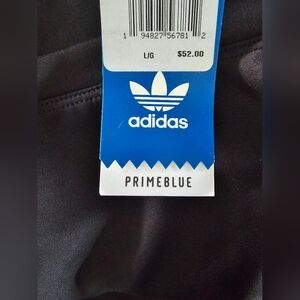 1 94827 56781 2
L/G $52.00
adidas
PRIMEBLUE